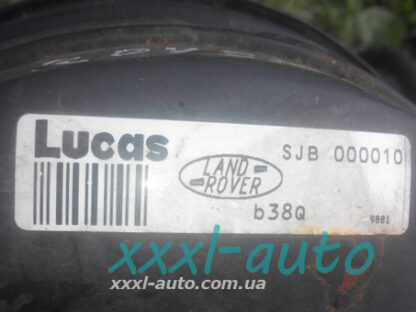 Lucas
LAND
ROVER
SJB 000010
b38Q
9881
xxxl-auto
xxxl-auto.com.ua